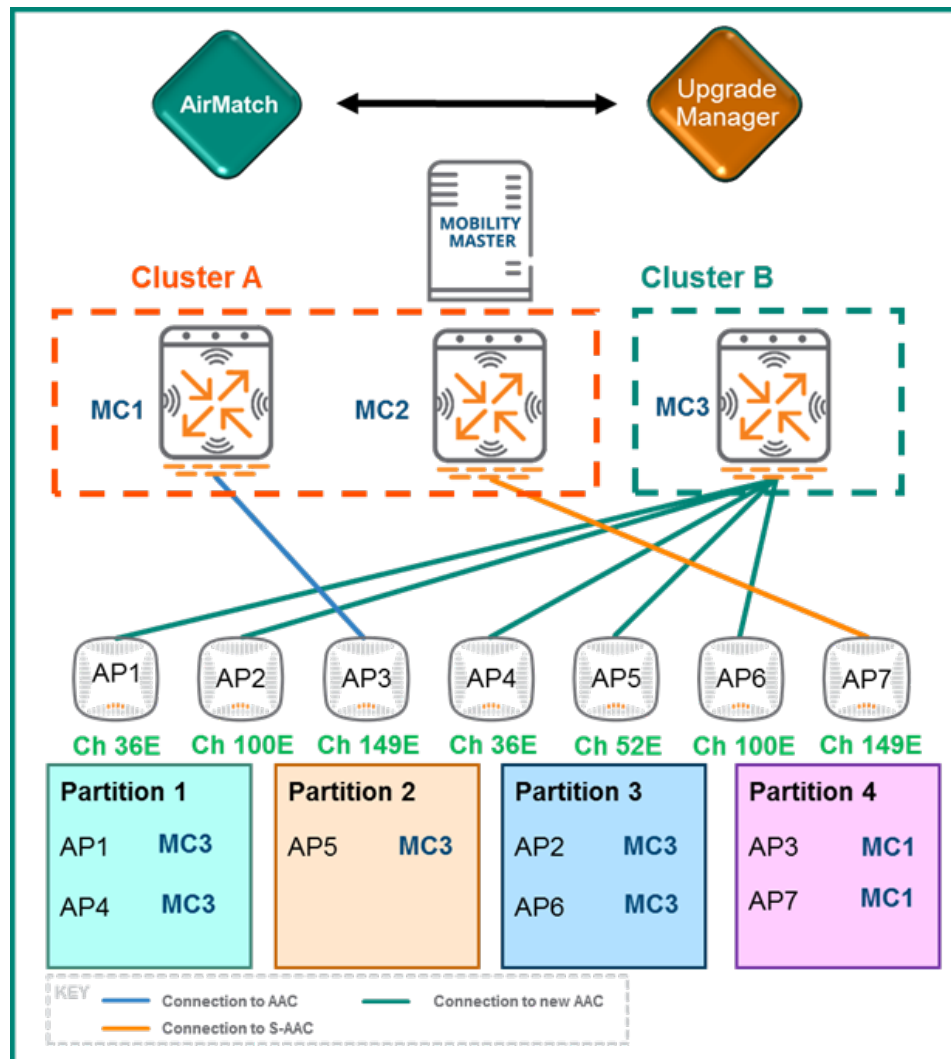 AirMatch
Upgrade
Manager
MOBILITY
MASTER
Cluster A
Cluster B
MC1
MC2
MC3
AP1
AP2
AP3
AP4
AP5
AP6
AP7
Ch 36E
Ch 100E
Ch 149E
Ch 36E
Ch 52E
Ch 100E
Ch 149E
Partition 1
AP1 MC3
AP4 MC3
Partition 2
AP5 MC3
Partition 3
AP2 MC3
AP6 MC3
Partition 4
AP3 MC1
AP7 MC1
KEY
Connection to AAC
Connection to new AAC
Connection to S-AAC